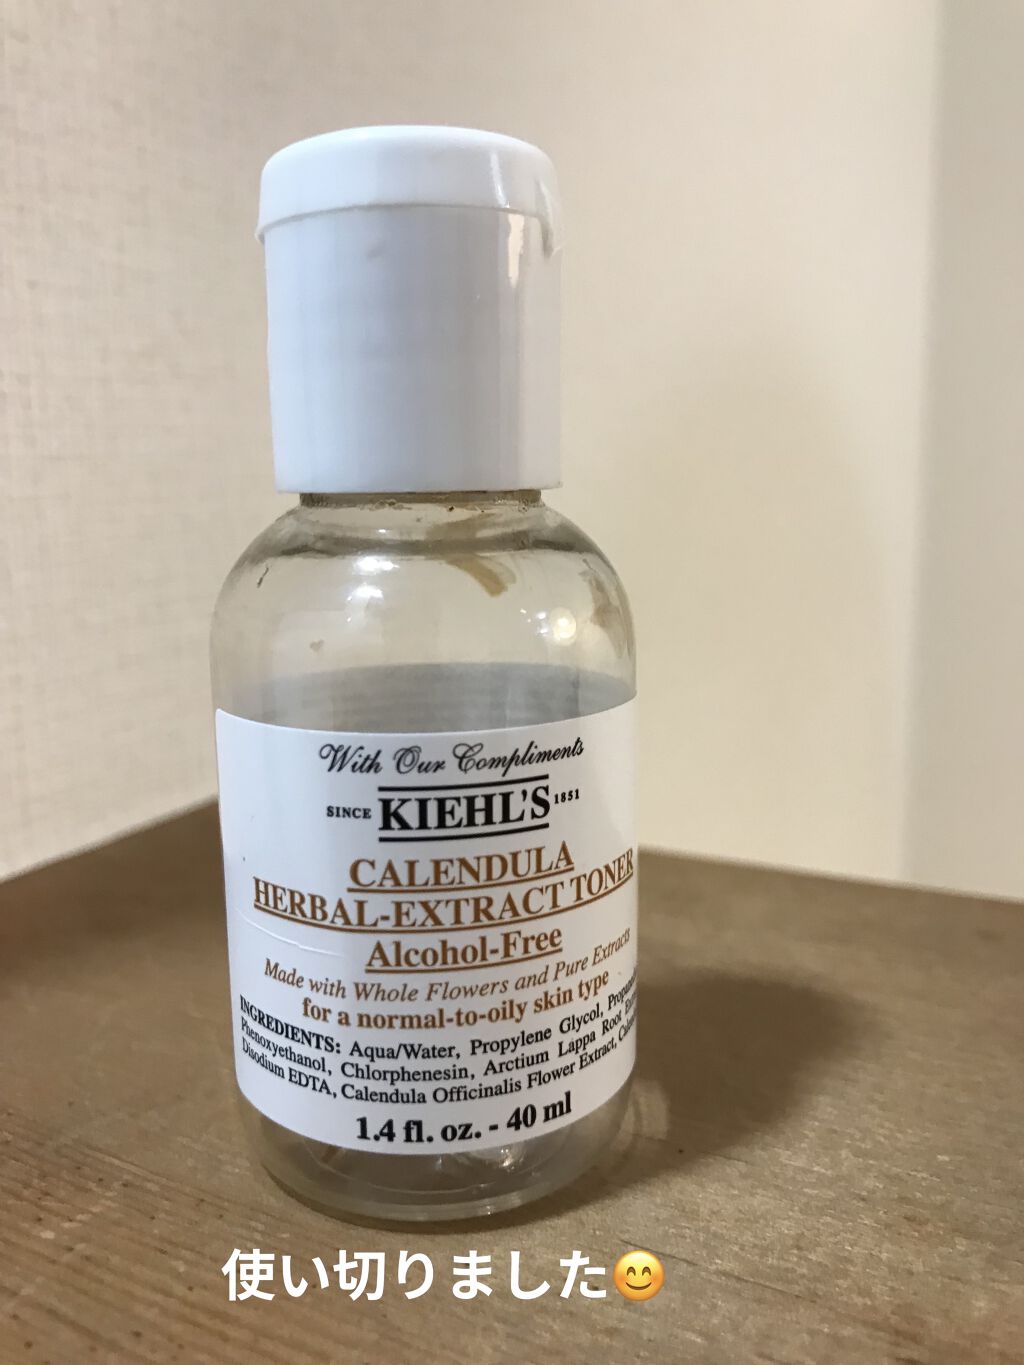 With Our Compliments
SINCE KIEHL'S 1851
CALENDULA
HERBAL-EXTRACT TONER
Alcohol-Free
Made with Whole Flowers and Pure Extracts
for a normal-to-oily skin type
INGREDIENTS: Aqua/Water, Propylene Glycol,
Phenoxyethanol, Chlorphenesin, Arctium Lappa Root
Disodium EDTA, Calendula Officinalis Flower Extract,
1.4 fl. oz. - 40 ml
使い切りました😊